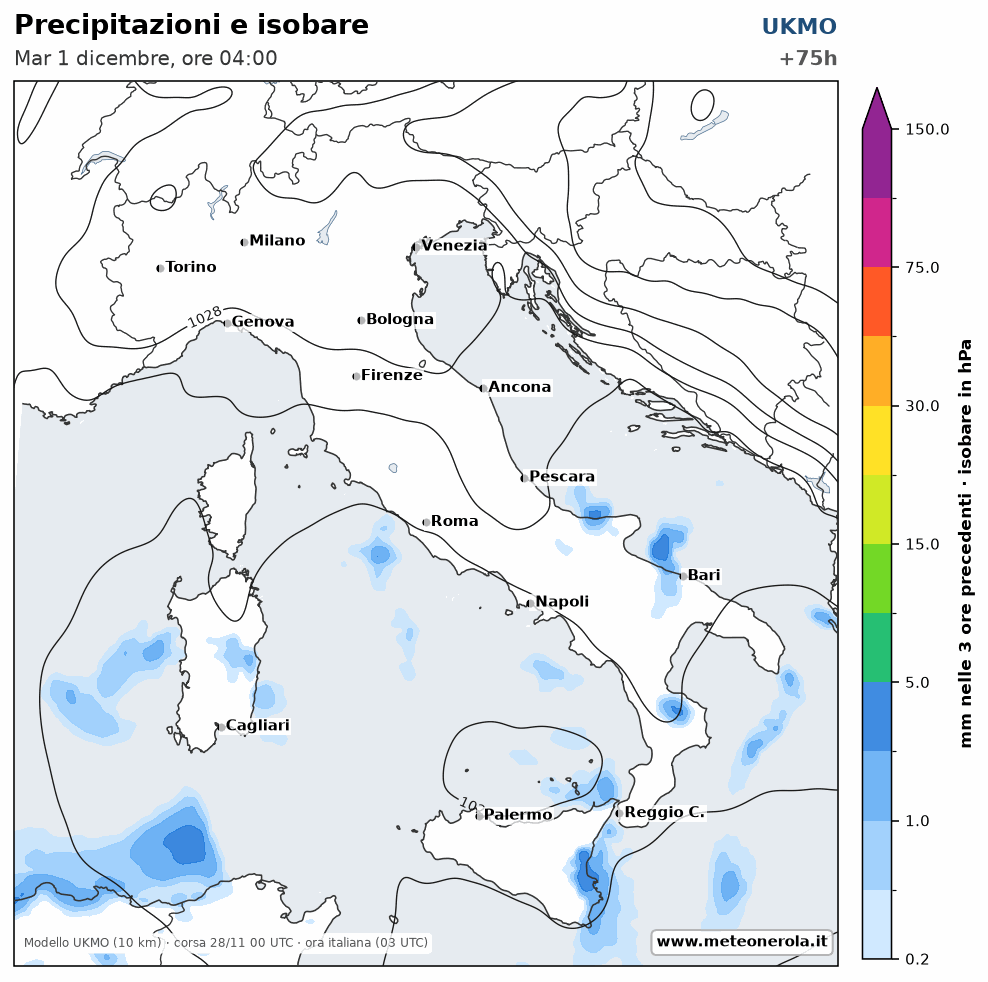 Precipitazioni e isobare
UKMO
Mar 1 dicembre, ore 04:00
+75h
150.0
75.0
30.0
15.0
5.0
1.0
0.2
mm nelle 3 ore precedenti · isobare in hPa
Milano
Venezia
Torino
1028
Genova
Bologna
Firenze
Ancona
Pescara
Roma
Bari
Napoli
Cagliari
Palermo
Reggio C.
Modello UKMO (10 km) · corsa 28/11 00 UTC · ora italiana (03 UTC)
www.meteonerola.it